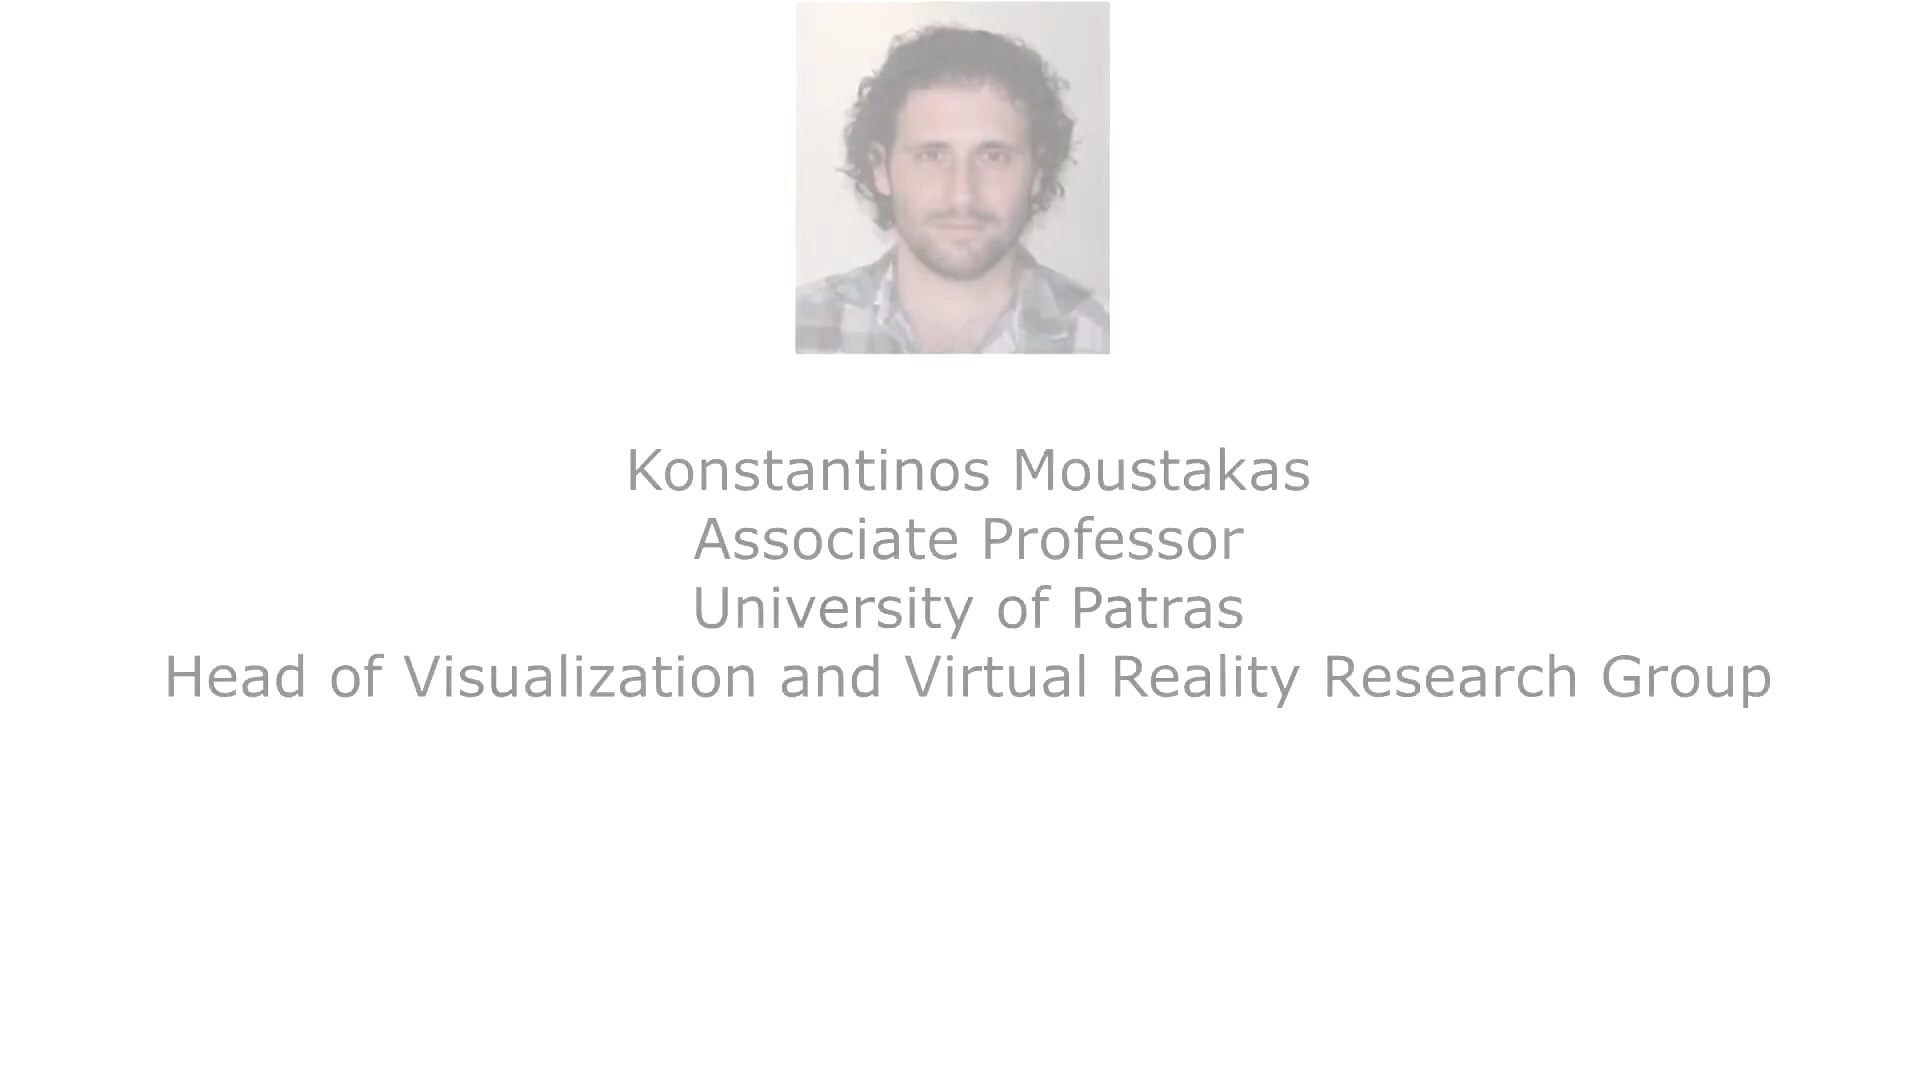 Konstantinos Moustakas
Associate Professor
University of Patras
Head of Visualization and Virtual Reality Research Group